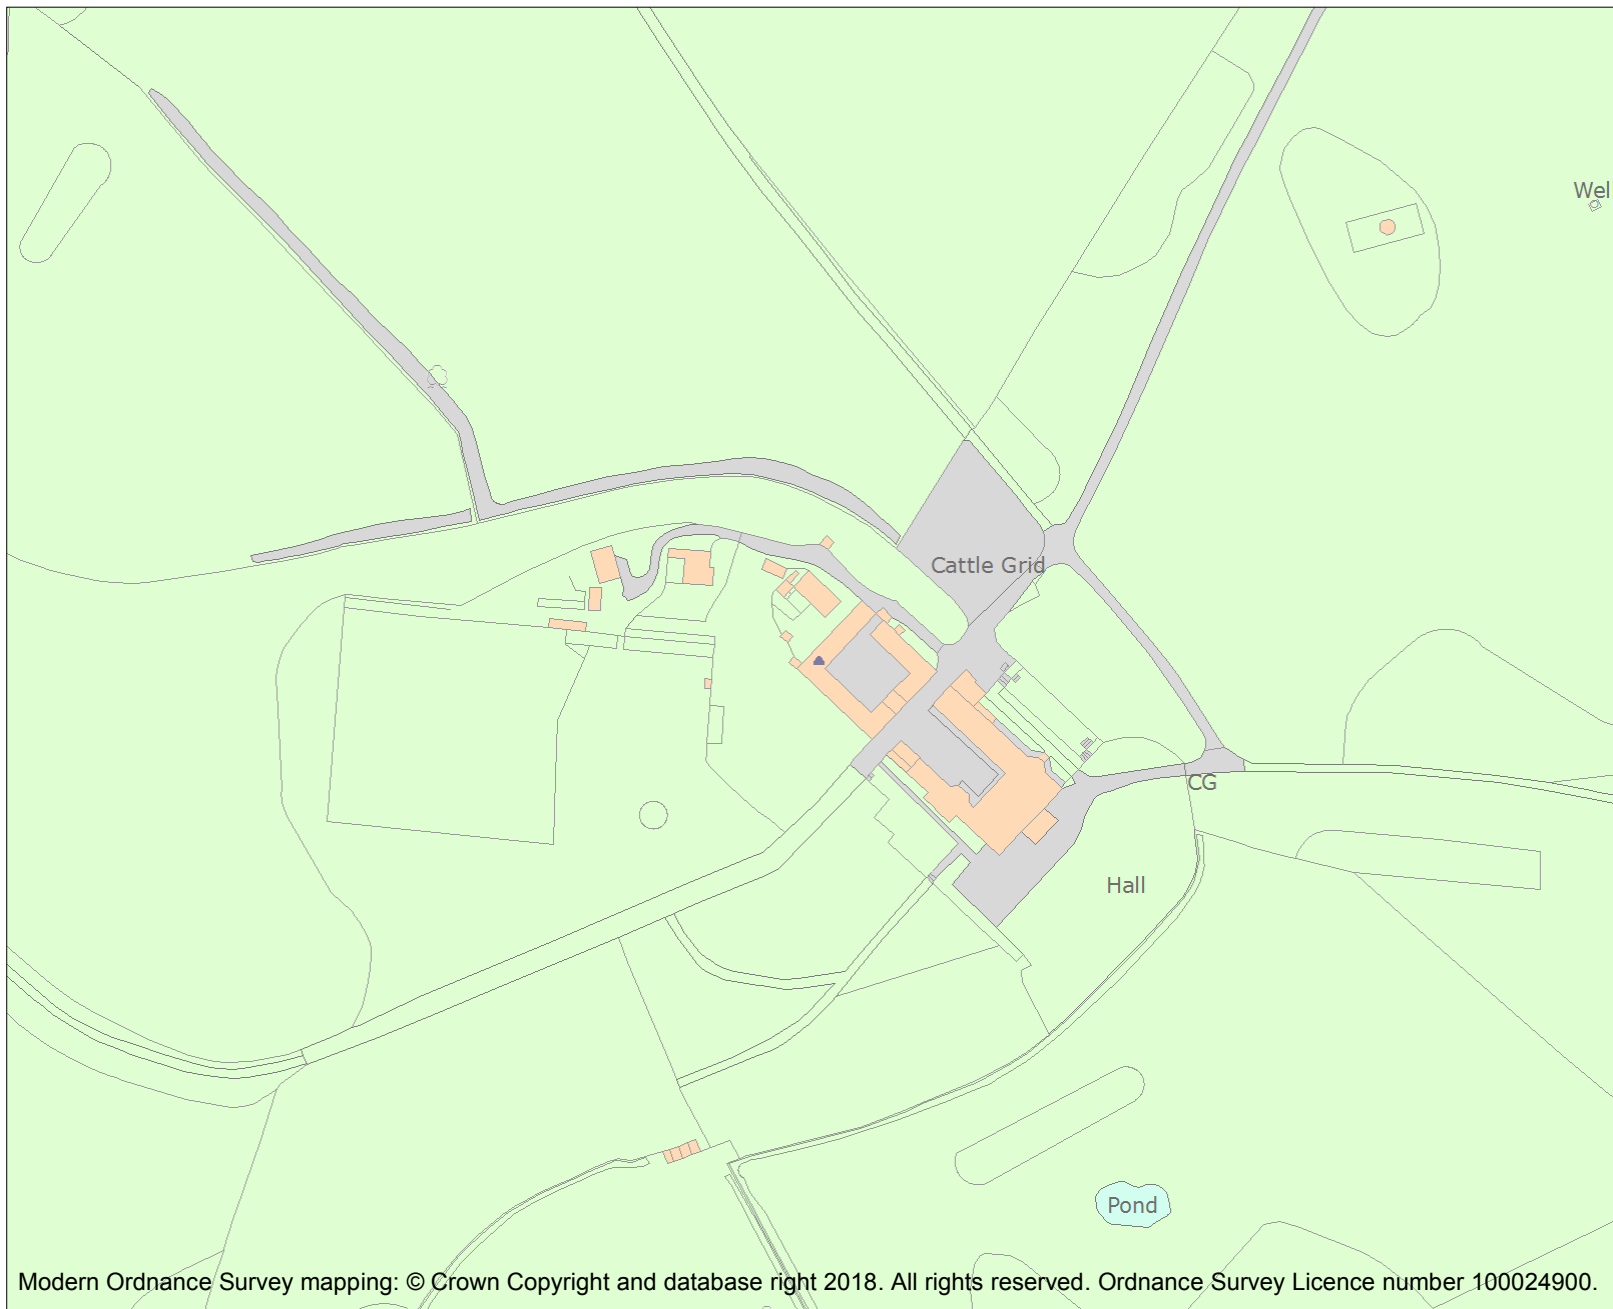 Wel
Cattle Grid
CG
Hall
Pond
Modern Ordnance Survey mapping: © Crown Copyright and database right 2018. All rights reserved. Ordnance Survey Licence number 100024900.